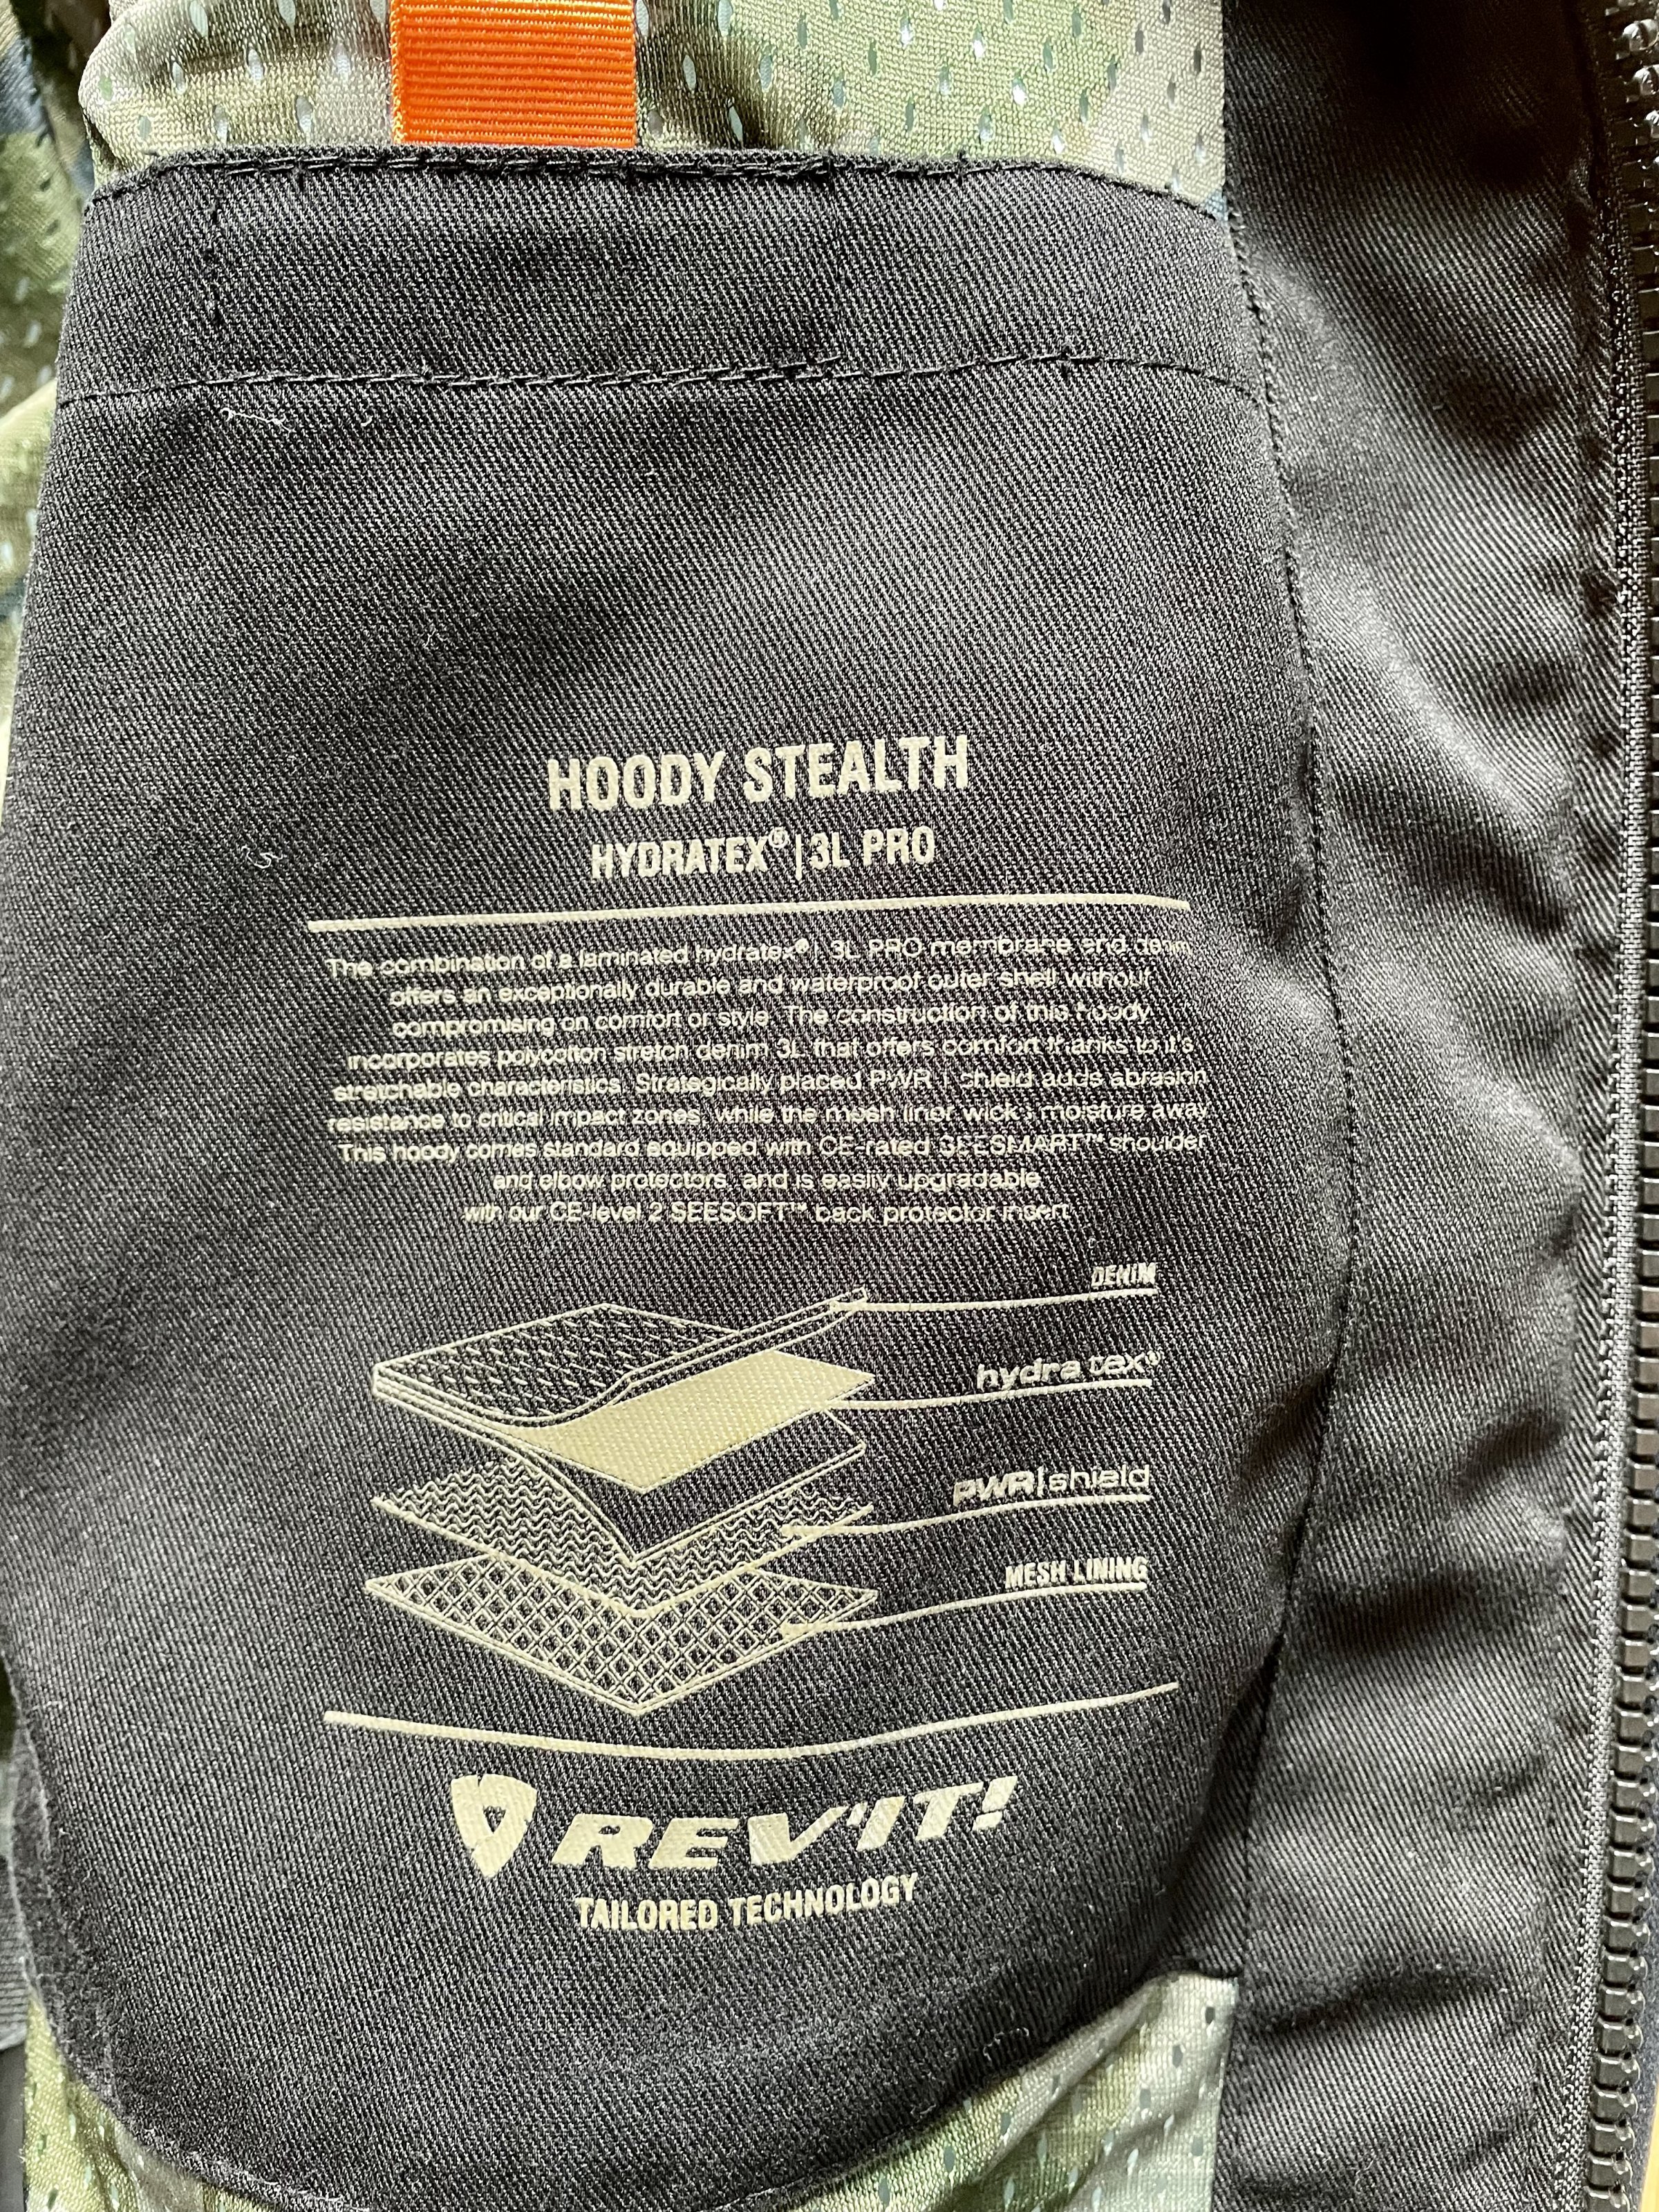 HOODY STEALTH
HYDRATEX®|3L PRO
The combination of a laminated hydratex®| 3L PRO membrane and denim
offers an exceptionally durable and waterproof outer shell without
compromising on comfort or style. The construction of this hoody
incorporates polycotton stretch denim 3L that offers comfort thanks to it's
stretchable characteristics. Strategically placed PWR | shield adds abrasion
resistance to critical impact zones, while the mesh liner wicks moisture away.
This hoody comes standard equipped with CE-rated SEESMART™ shoulder
and elbow protectors, and is easily upgradable
with our CE-level 2 SEESOFT™ back protector insert.
DENIM
hydratex®
PWR|shield
MESH LINING
REV'IT!
TAILORED TECHNOLOGY